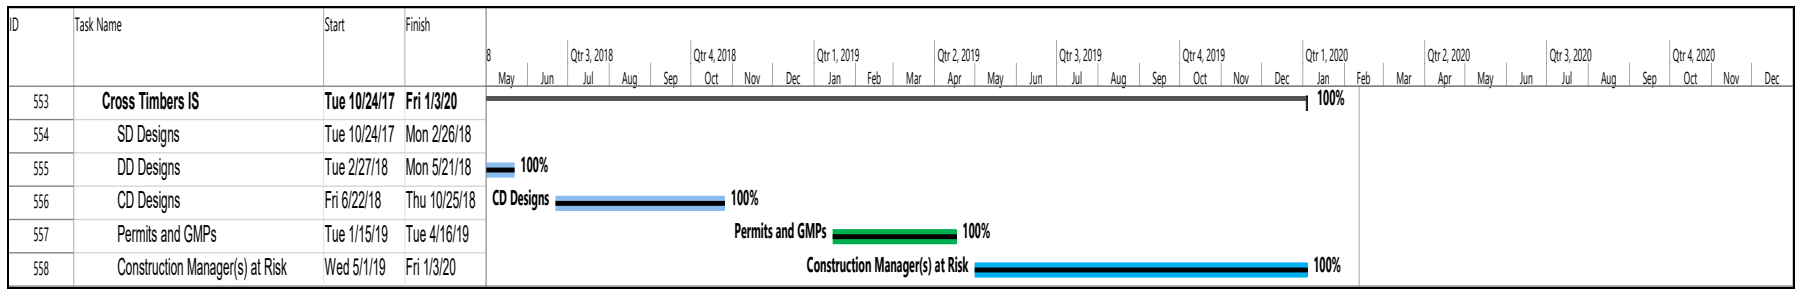 ID Task Name Start Finish
8 Qtr 3, 2018 Qtr 4, 2018 Qtr 1, 2019 Qtr 2, 2019 Qtr 3, 2019 Qtr 4, 2019 Qtr 1, 2020 Qtr 2, 2020 Qtr 3, 2020 Qtr 4, 2020
May Jun Jul Aug Sep Oct Nov Dec Jan Feb Mar Apr May Jun Jul Aug Sep Oct Nov Dec Jan Feb Mar Apr May Jun Jul Aug Sep Oct Nov Dec
553 Cross Timbers IS Tue 10/24/17 Fri 1/3/20 100%
554 SD Designs Tue 10/24/17 Mon 2/26/18
555 DD Designs Tue 2/27/18 Mon 5/21/18 100%
556 CD Designs Fri 6/22/18 Thu 10/25/18 CD Designs 100%
557 Permits and GMPs Tue 1/15/19 Tue 4/16/19 Permits and GMPs 100%
558 Construction Manager(s) at Risk Wed 5/1/19 Fri 1/3/20 Construction Manager(s) at Risk 100%